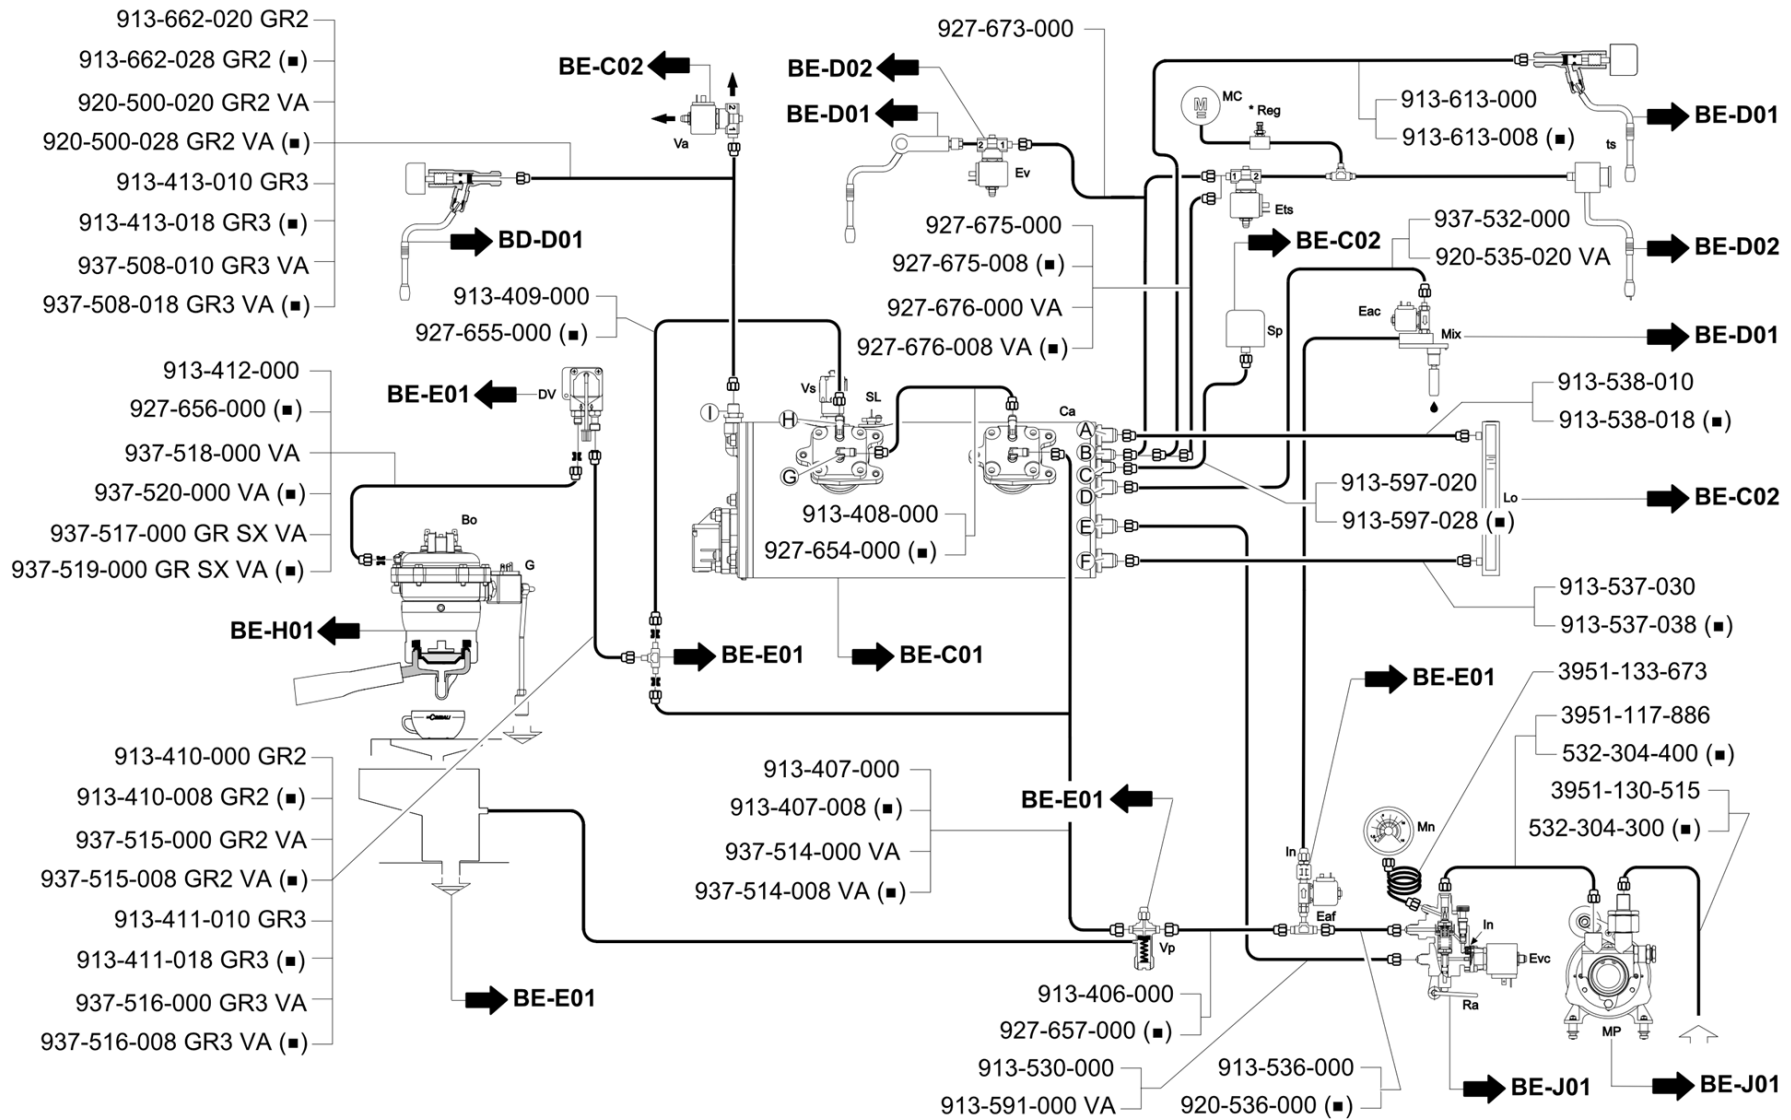 913-662-020 GR2
913-662-028 GR2 (■)
920-500-020 GR2 VA
920-500-028 GR2 VA (■)
913-413-010 GR3
913-413-018 GR3 (■)
937-508-010 GR3 VA
937-508-018 GR3 VA (■)
BE-C02
2
1
Va
BD-D01
913-409-000
927-655-000 (■)
927-673-000
BE-D02
BE-D01
2 1
Ev
MC
M
* Reg
1 2
Ets
913-613-000
913-613-008 (■)
ts
BE-D01
927-675-000
927-675-008 (■)
927-676-000 VA
927-676-008 VA (■)
BE-C02
Sp
937-532-000
920-535-020 VA
BE-D02
Eac
Mix
BE-D01
913-412-000
927-656-000 (■)
937-518-000 VA
937-520-000 VA (■)
937-517-000 GR SX VA
937-519-000 GR SX VA (■)
BE-E01
DV
Bo
G
BE-H01
LA CIMBALI
Vs
SL
Ca
I
H
G
A
B
C
D
E
F
913-408-000
927-654-000 (■)
913-538-010
913-538-018 (■)
913-597-020
913-597-028 (■)
Lo
BE-C02
913-537-030
913-537-038 (■)
BE-E01
BE-C01
BE-E01
3951-133-673
3951-117-886
532-304-400 (■)
3951-130-515
532-304-300 (■)
913-410-000 GR2
913-410-008 GR2 (■)
937-515-000 GR2 VA
937-515-008 GR2 VA (■)
913-411-010 GR3
913-411-018 GR3 (■)
937-516-000 GR3 VA
937-516-008 GR3 VA (■)
BE-E01
913-407-000
913-407-008 (■)
937-514-000 VA
937-514-008 VA (■)
BE-E01
Vp
In
Eaf
Mn
In
Evc
Ra
MP
913-406-000
927-657-000 (■)
913-530-000
913-591-000 VA
913-536-000
920-536-000 (■)
BE-J01
BE-J01